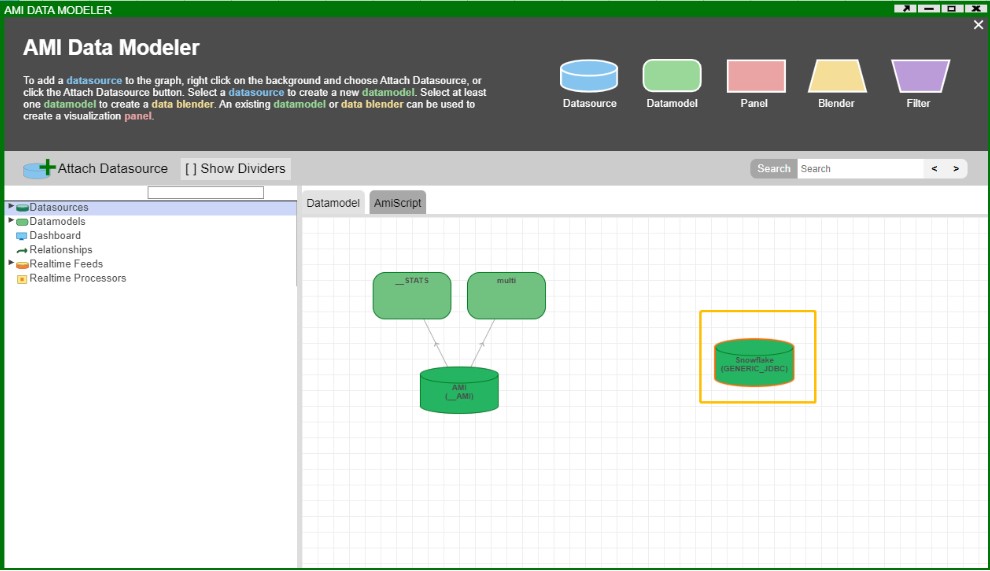 AMI DATA MODELER
AMI Data Modeler
To add a datasource to the graph, right click on the background and choose Attach Datasource, or
click the Attach Datasource button. Select a datasource to create a new datamodel. Select at least
one datamodel to create a data blender. An existing datamodel or data blender can be used to
create a visualization panel.
Datasource
Datamodel
Panel
Blender
Filter
Attach Datasource
[ ] Show Dividers
Search
Search
<
>
Datasources
Datamodels
Dashboard
Relationships
Realtime Feeds
Realtime Processors
Datamodel
AmiScript
__STATS
multi
AMI
(__AMI)
Snowflake
(GENERIC_JDBC)